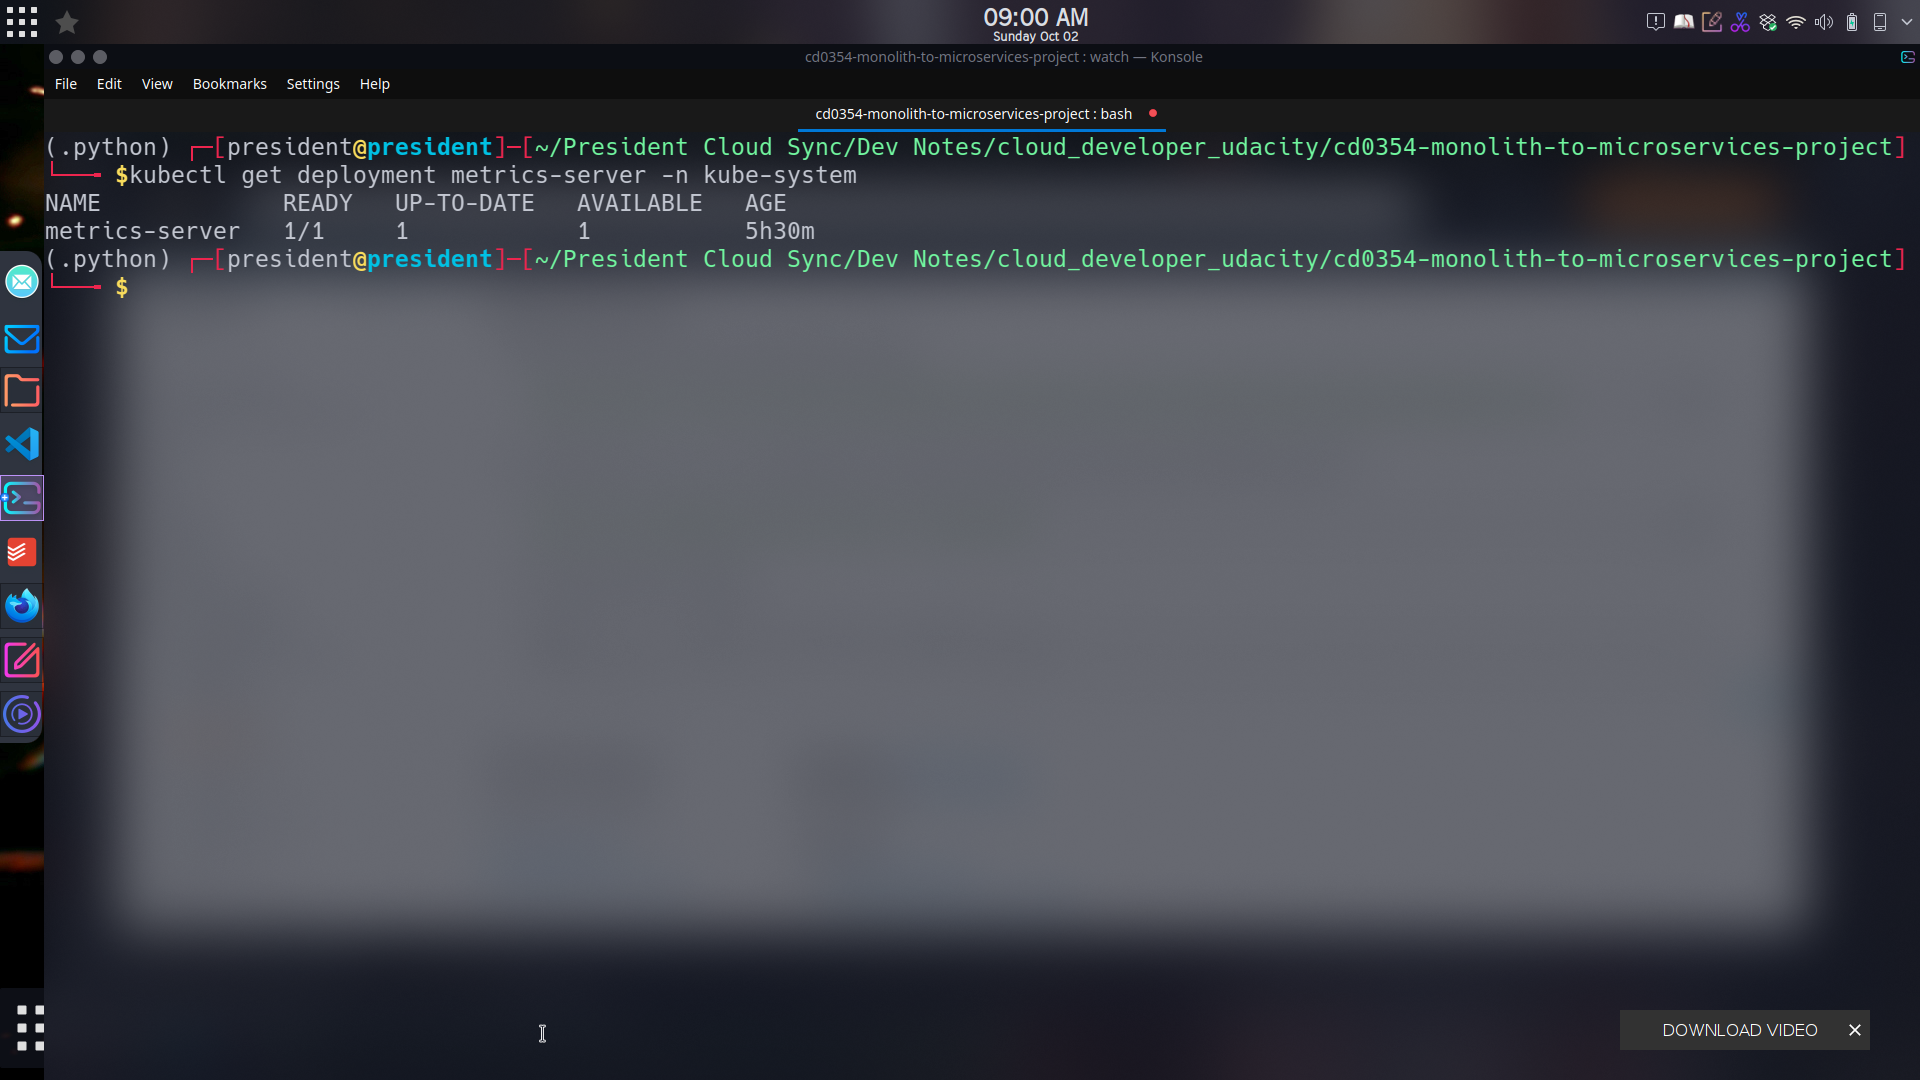 09:00 AM
Sunday Oct 02
cd0354-monolith-to-microservices-project : watch — Konsole
File Edit View Bookmarks Settings Help
cd0354-monolith-to-microservices-project : bash
(.python) ┌─[president@president]─[~/President Cloud Sync/Dev Notes/cloud_developer_udacity/cd0354-monolith-to-microservices-project]
└──╼ $kubectl get deployment metrics-server -n kube-system
NAME READY UP-TO-DATE AVAILABLE AGE
metrics-server 1/1 1 1 5h30m
(.python) ┌─[president@president]─[~/President Cloud Sync/Dev Notes/cloud_developer_udacity/cd0354-monolith-to-microservices-project]
└──╼ $
DOWNLOAD VIDEO ×